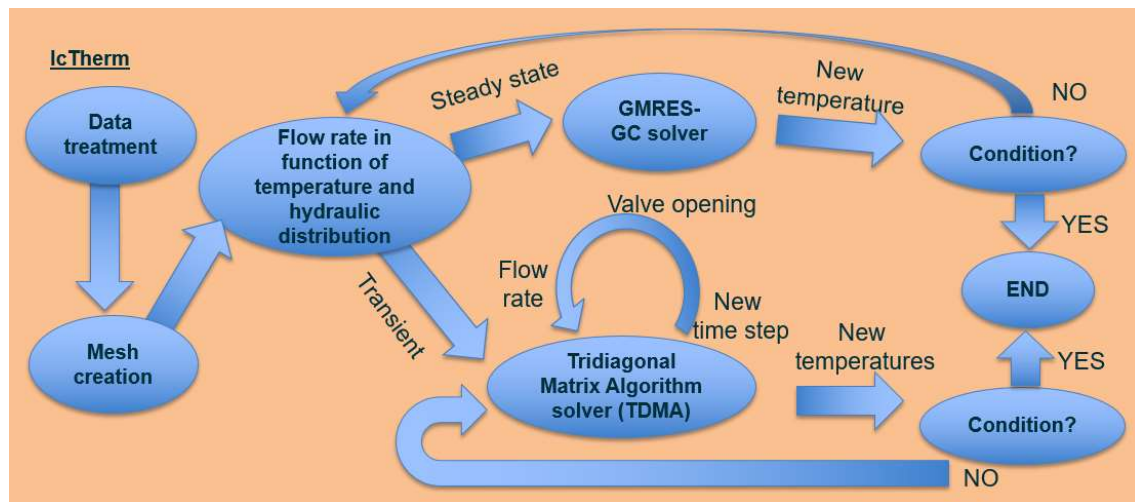 IcTherm
Data
treatment
Mesh
creation
Flow rate in
function of
temperature and
hydraulic
distribution
Steady state
GMRES-
GC solver
New
temperature
NO
Condition?
YES
END
Transient
Valve opening
Flow
rate
New
time step
Tridiagonal
Matrix Algorithm
solver (TDMA)
New
temperatures
YES
Condition?
NO